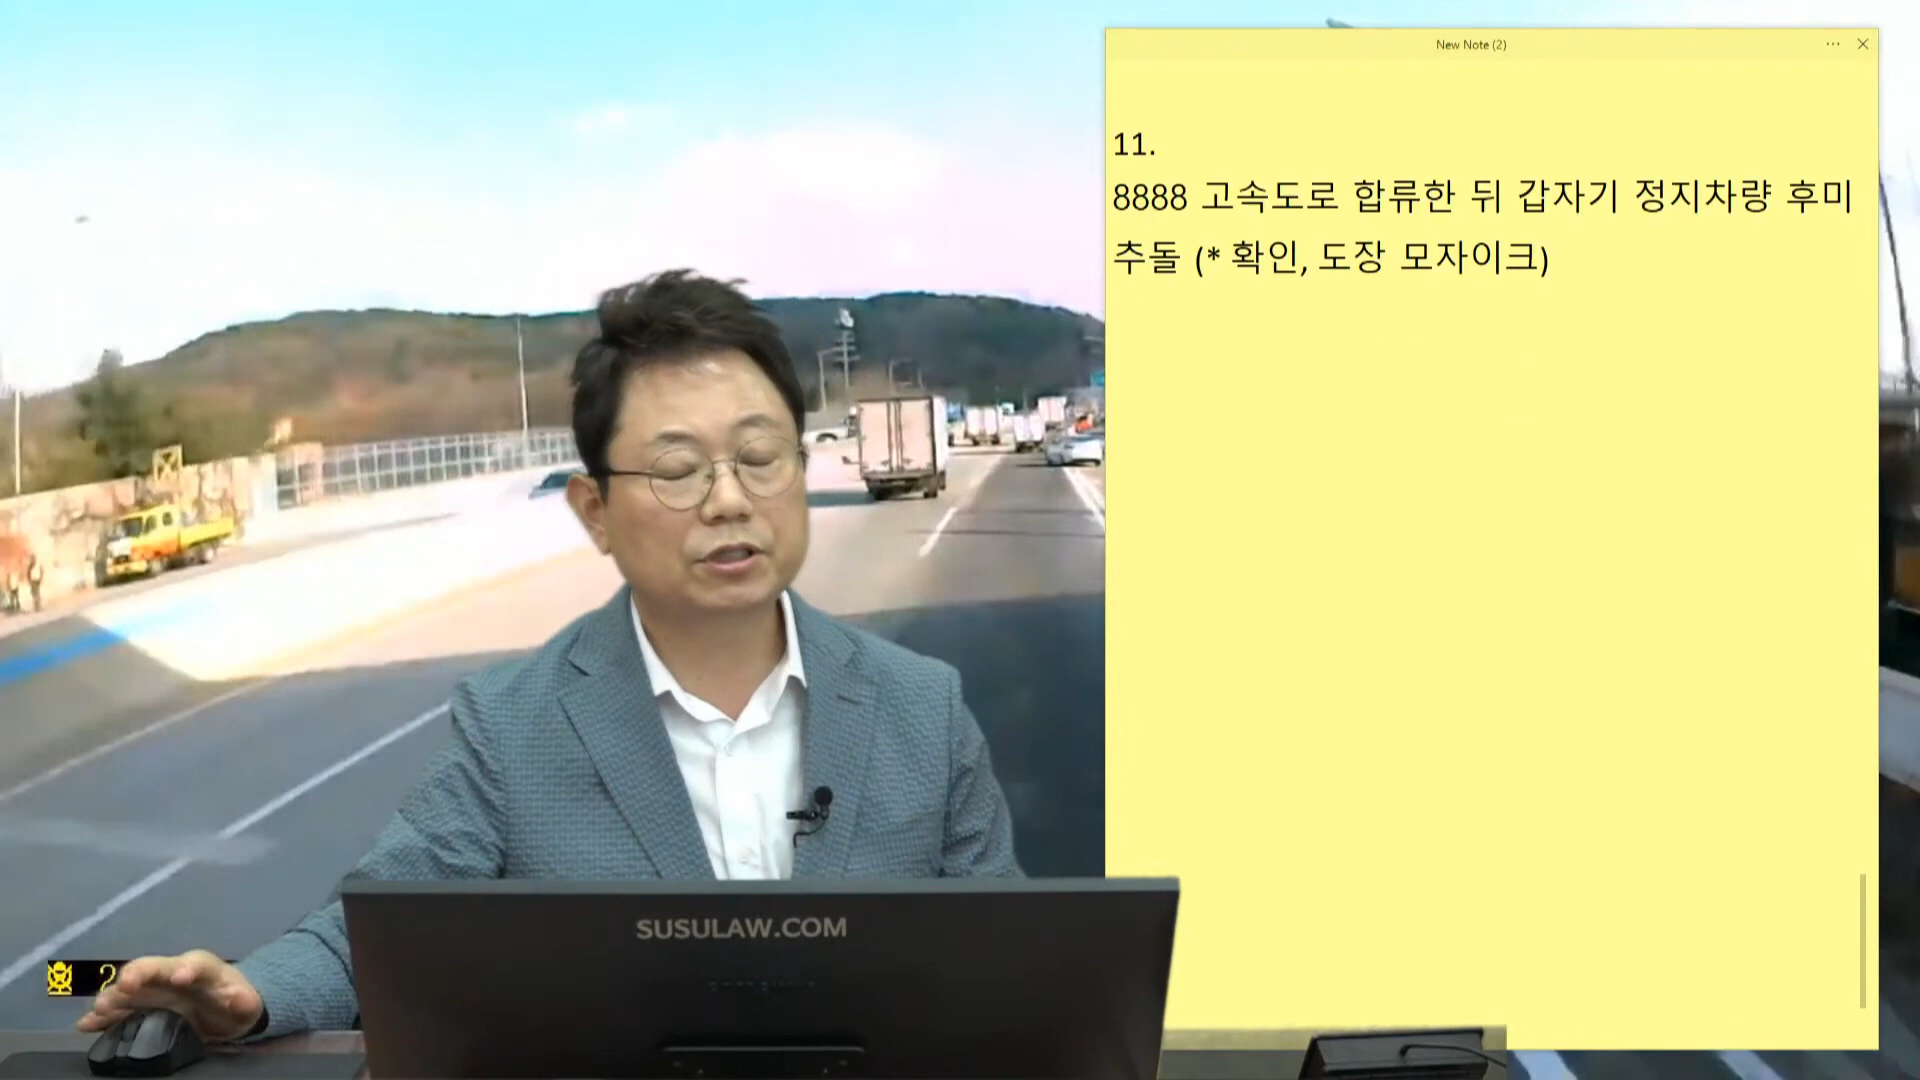 New Note (2)
11.
8888 고속도로 합류한 뒤 갑자기 정지차량 후미
추돌 (* 확인, 도장 모자이크)
SUSULAW.COM
2